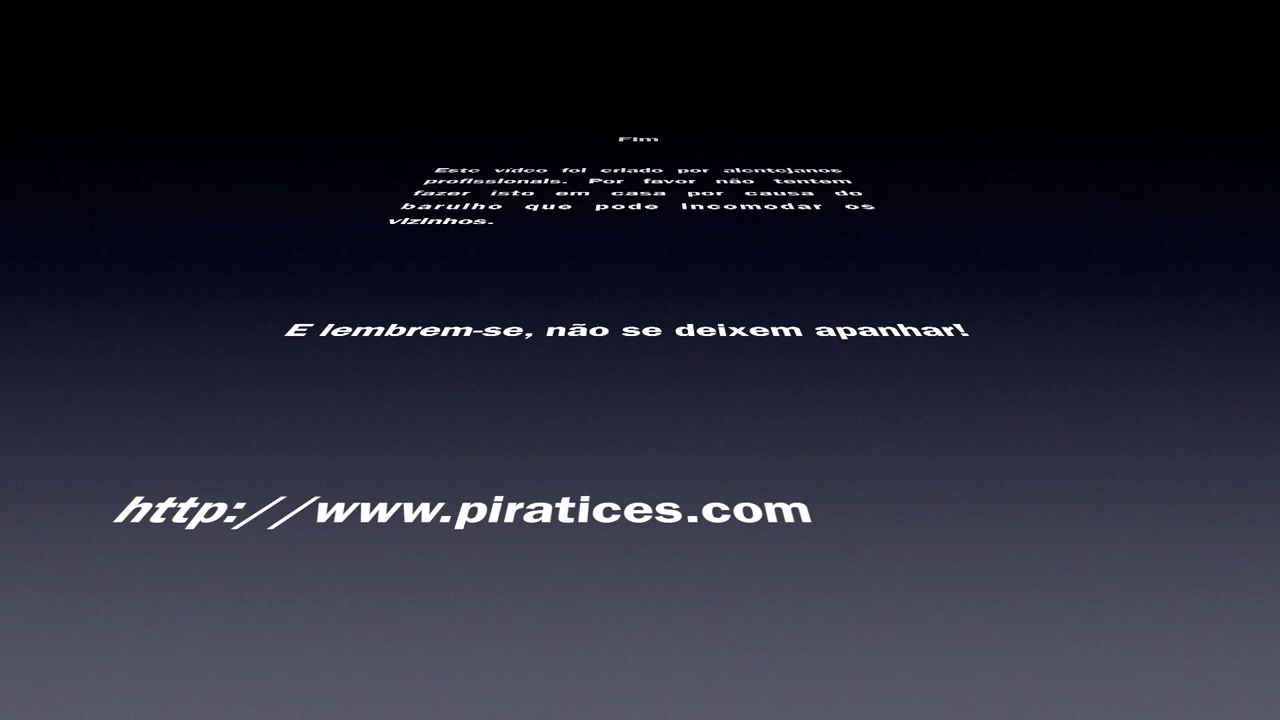 Fim
Este vídeo foi criado por alentejanos
profissionais. Por favor não tentem
fazer isto em casa por causa do
barulho que pode incomodar os
vizinhos.
E lembrem-se, não se deixem apanhar!
http://www.piratices.com